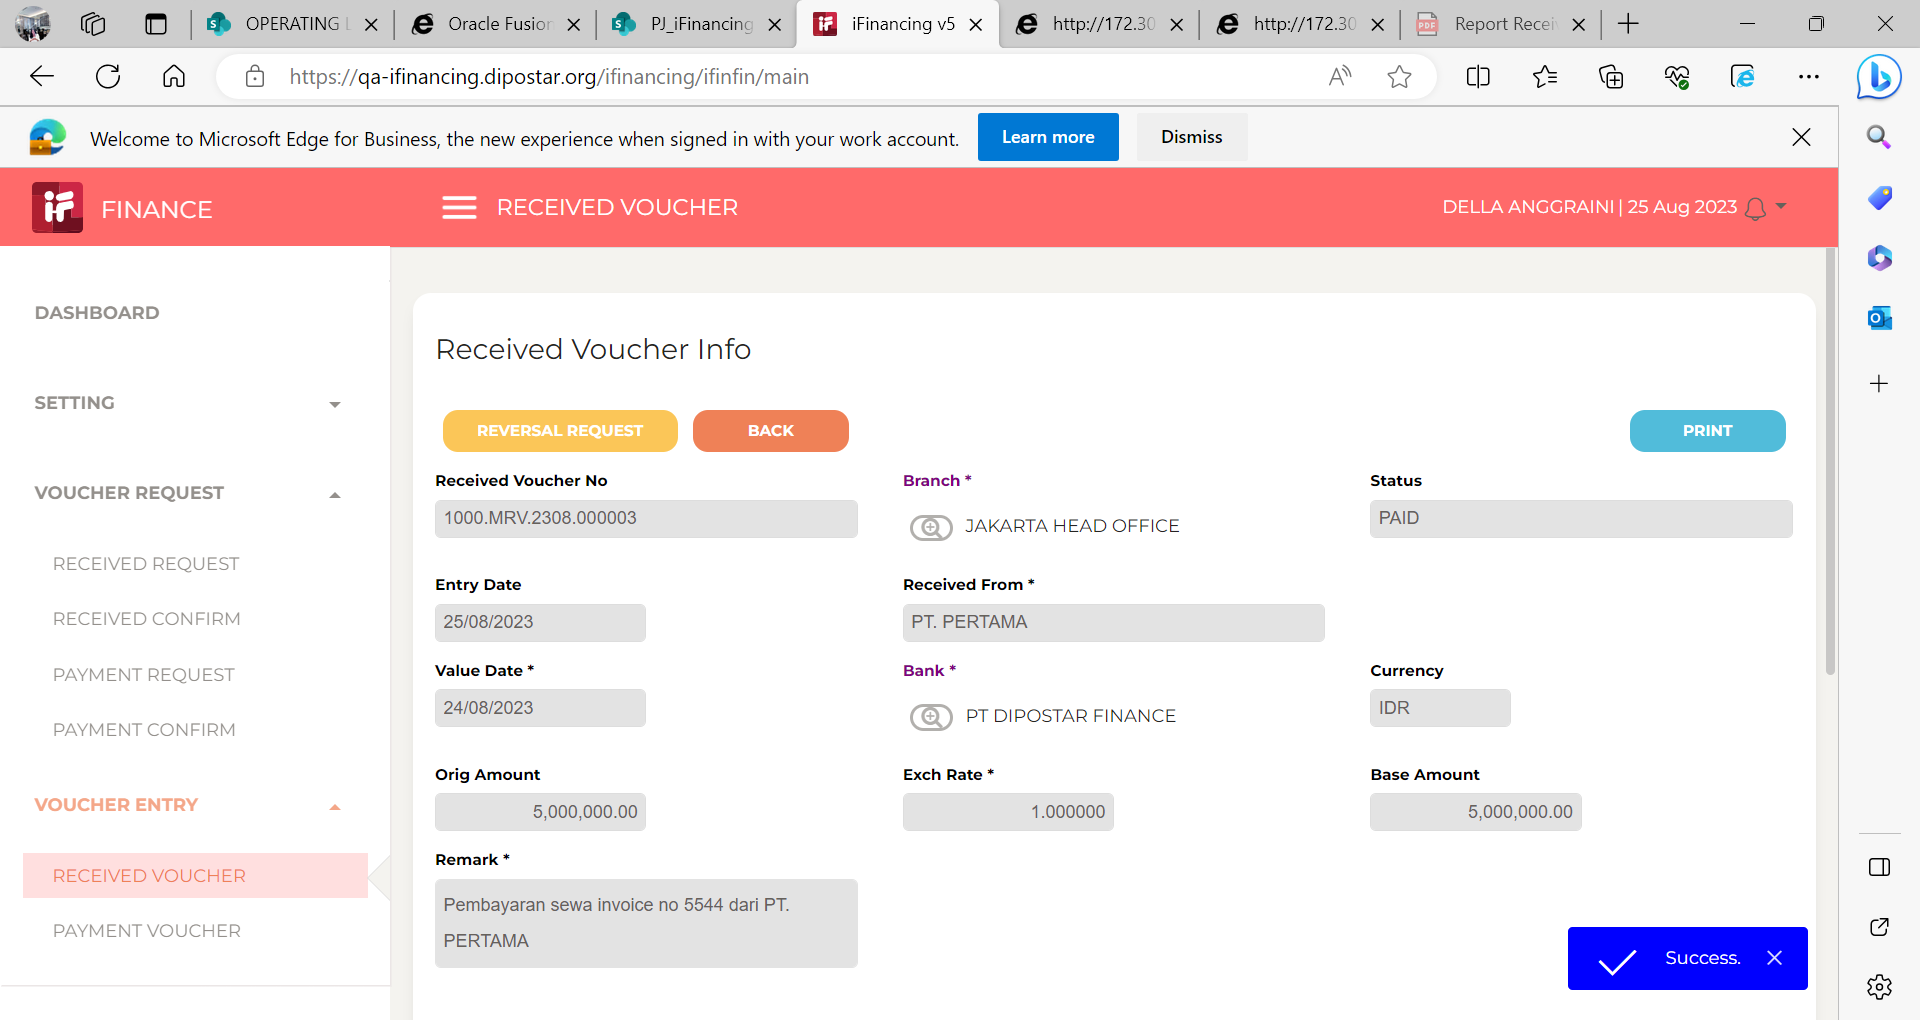 OPERATING
Oracle Fusion
PJ_iFinancing
iFinancing v5
http://172.30
http://172.30
Report Recei
https://qa-ifinancing.dipostar.org/ifinancing/ifinfin/main
Welcome to Microsoft Edge for Business, the new experience when signed in with your work account.
Learn more
Dismiss
iF
FINANCE
RECEIVED VOUCHER
DELLA ANGGRAINI | 25 Aug 2023
DASHBOARD
SETTING
VOUCHER REQUEST
RECEIVED REQUEST
RECEIVED CONFIRM
PAYMENT REQUEST
PAYMENT CONFIRM
VOUCHER ENTRY
RECEIVED VOUCHER
PAYMENT VOUCHER
Received Voucher Info
REVERSAL REQUEST
BACK
PRINT
Received Voucher No
Branch *
Status
1000.MRV.2308.000003
JAKARTA HEAD OFFICE
PAID
Entry Date
Received From *
25/08/2023
PT. PERTAMA
Value Date *
Bank *
Currency
24/08/2023
PT DIPOSTAR FINANCE
IDR
Orig Amount
Exch Rate *
Base Amount
5,000,000.00
1.000000
5,000,000.00
Remark *
Pembayaran sewa invoice no 5544 dari PT.
PERTAMA
Success.